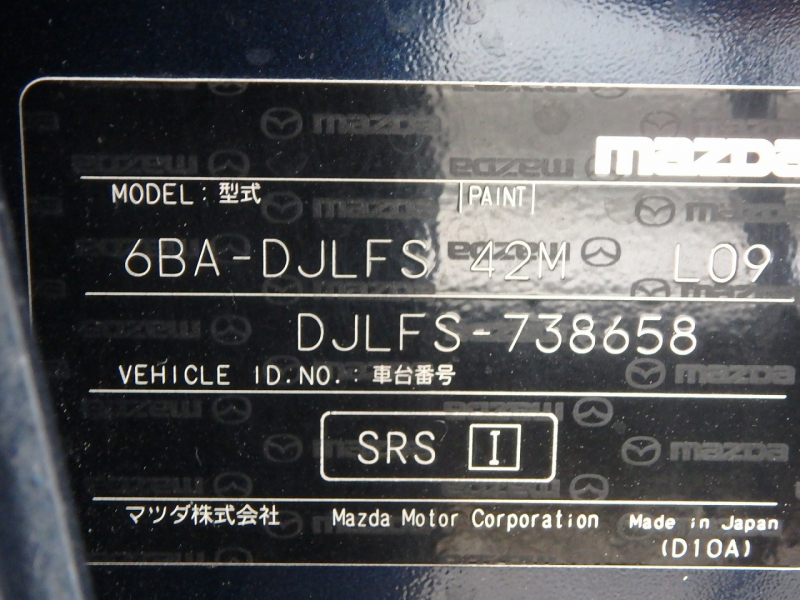 mazda
MODEL : 型式 PAINT
6BA-DJLFS 42M L09
DJLFS-738658
VEHICLE ID.NO. : 車台番号
SRS I
マツダ株式会社 Mazda Motor Corporation Made in Japan
(D10A)